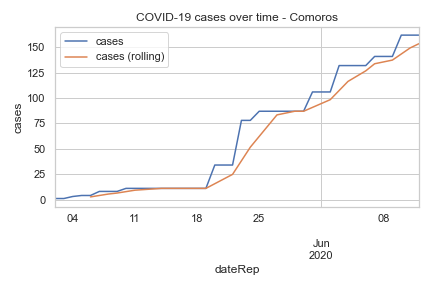 COVID-19 cases over time - Comoros
cases
cases (rolling)
150
125
100
75
50
25
0
cases
04 11 18 25 08
Jun
2020
dateRep